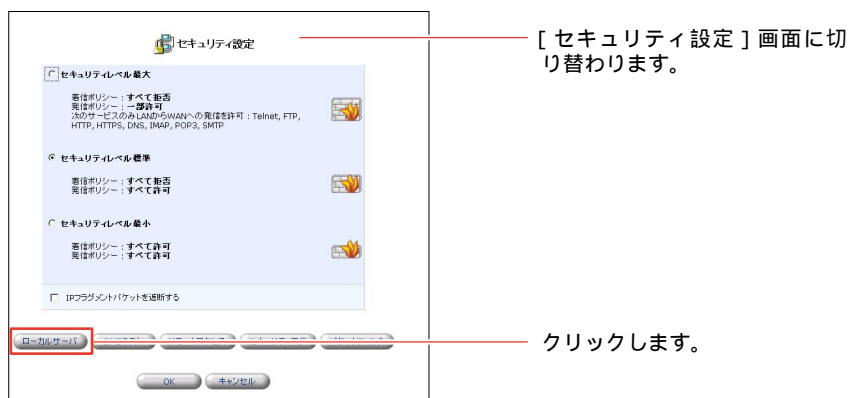 セキュリティ設定
[セキュリティ設定]画面に切
り替わります。
セキュリティレベル最大
着信ポリシー:すべて拒否
発信ポリシー:一部許可
次のサービスのみLANからWANへの発信を許可:Telnet, FTP,
HTTP, HTTPS, DNS, IMAP, POP3, SMTP
セキュリティレベル標準
着信ポリシー:すべて拒否
発信ポリシー:すべて許可
セキュリティレベル最小
着信ポリシー:すべて許可
発信ポリシー:すべて許可
IPフラグメントパケットを遮断する
ローカルサーバ
クリックします。
OK
キャンセル